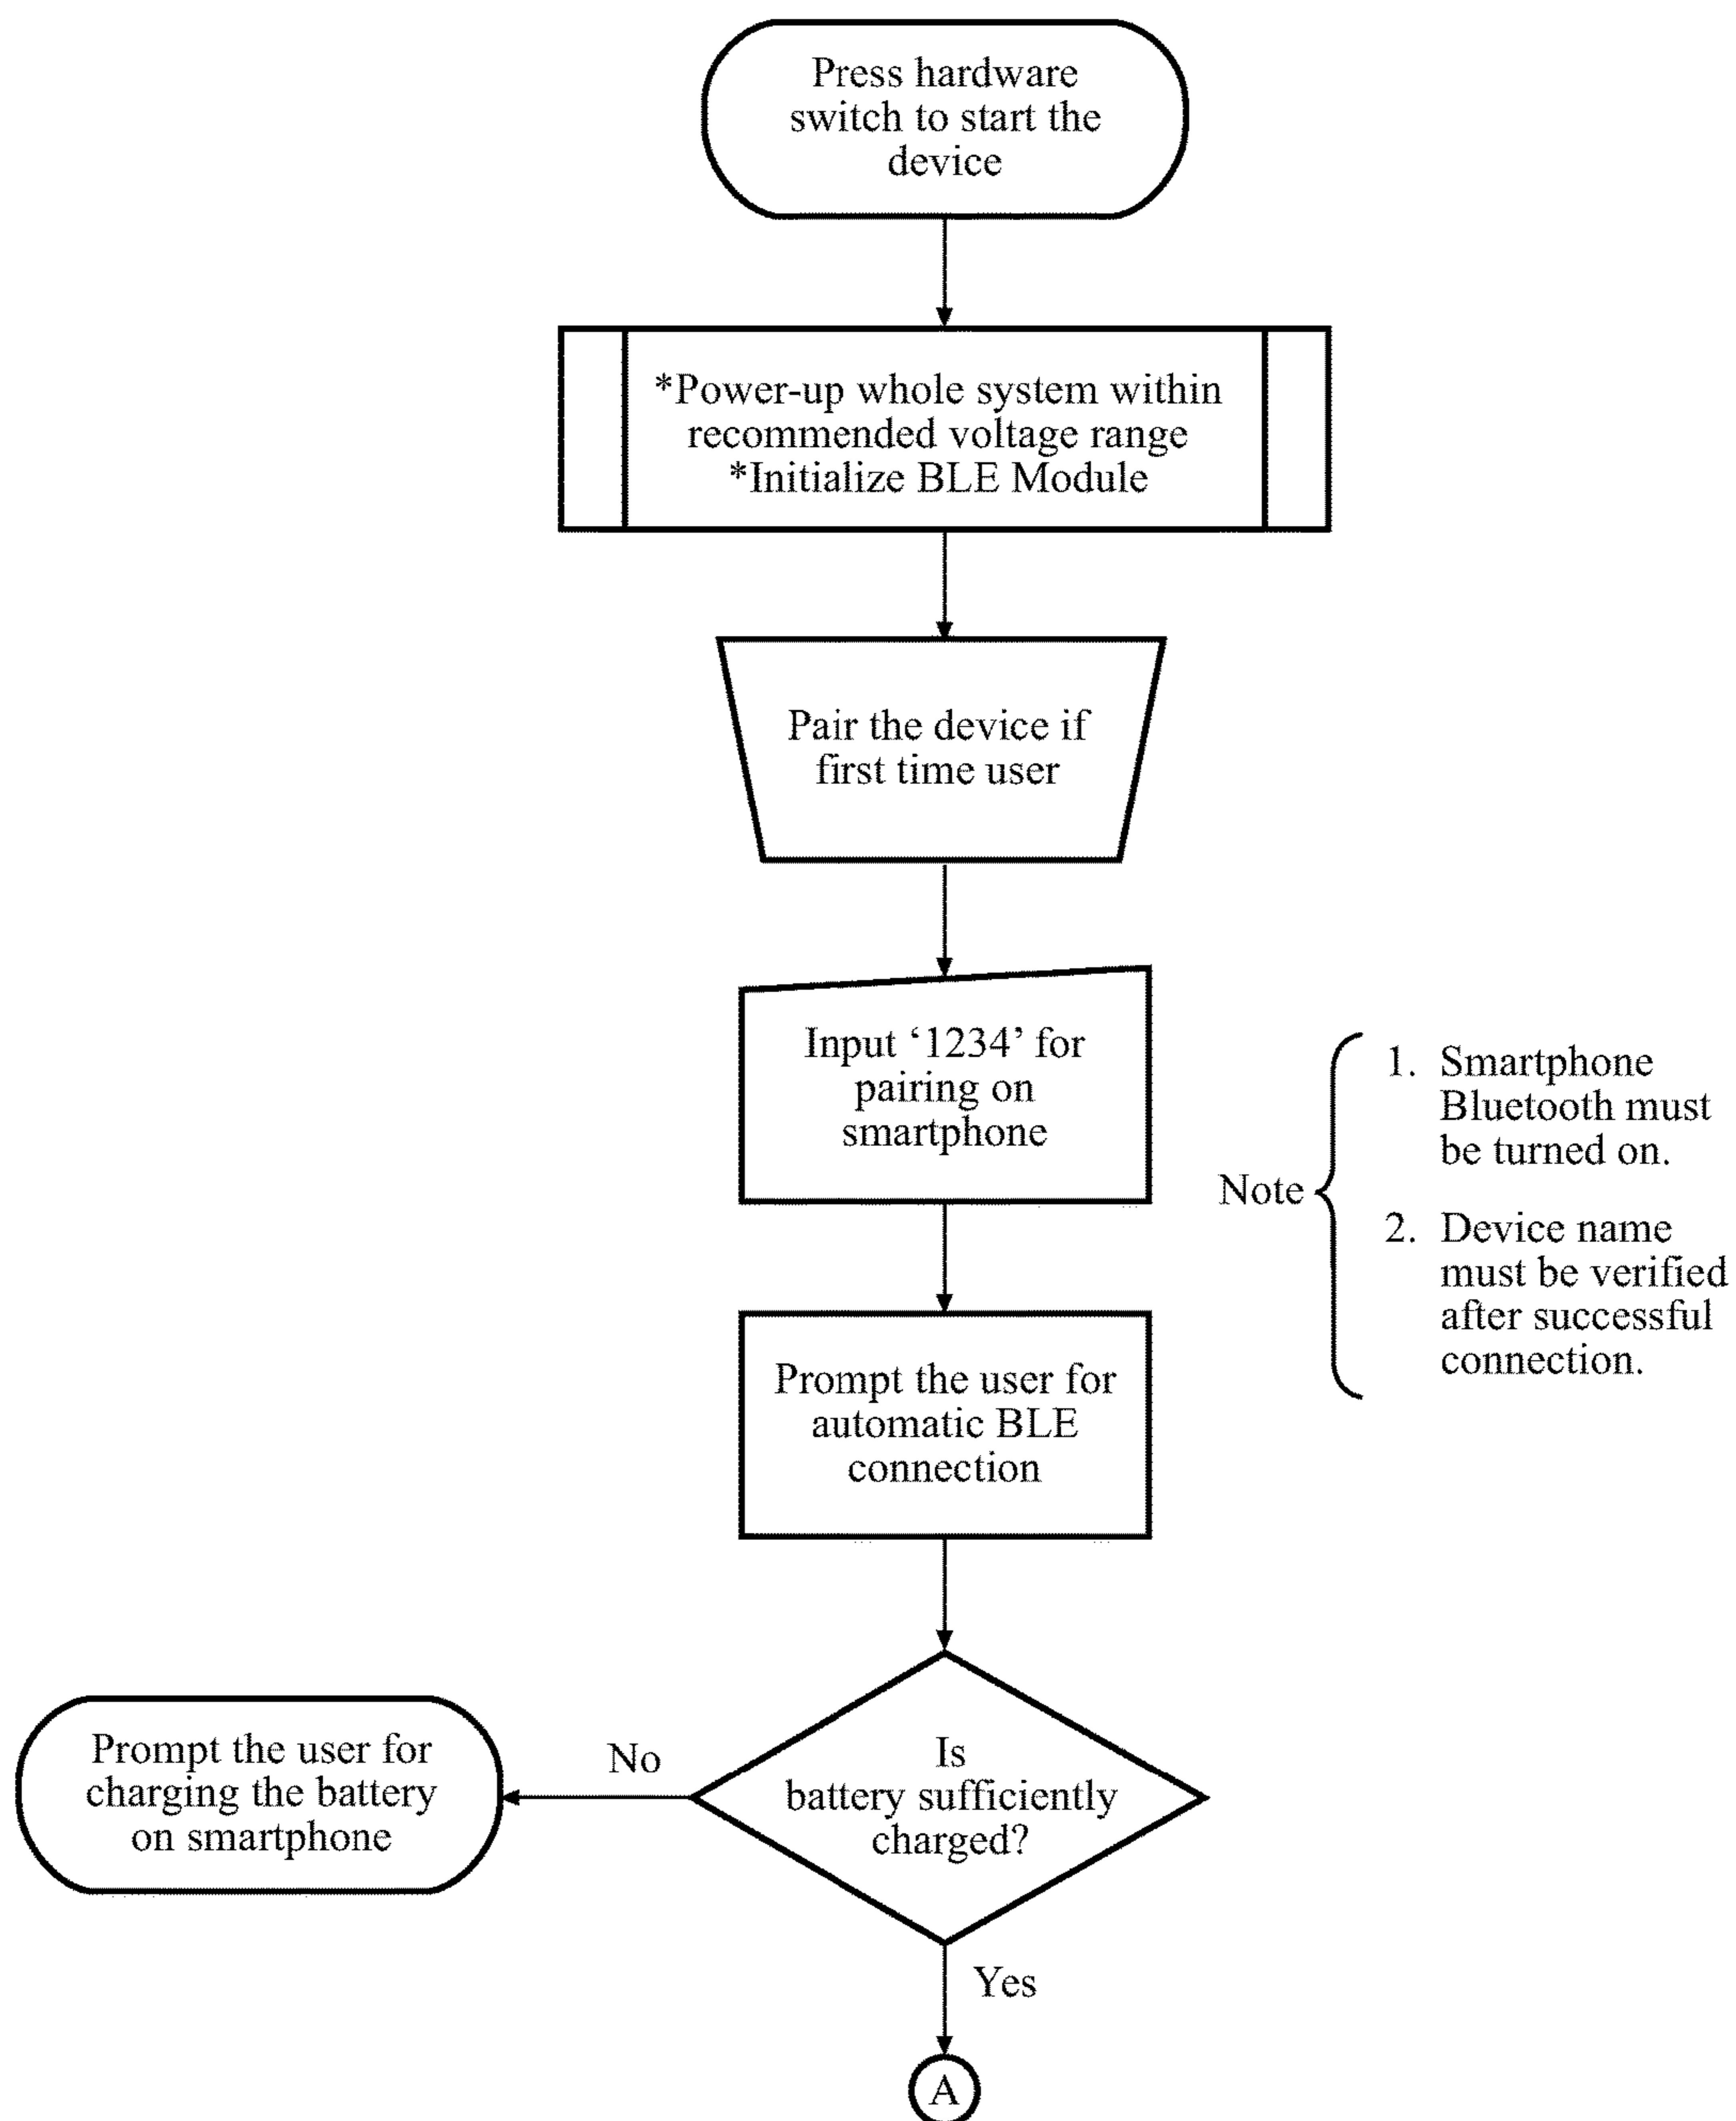 Press hardware
switch to start the
device
*Power-up whole system within
recommended voltage range
*Initialize BLE Module
Pair the device if
first time user
Input ‘1234’ for
pairing on
smartphone
Note
1. Smartphone
Bluetooth must
be turned on.
2. Device name
must be verified
after successful
connection.
Prompt the user for
automatic BLE
connection
Is
battery sufficiently
charged?
No
Prompt the user for
charging the battery
on smartphone
Yes
A